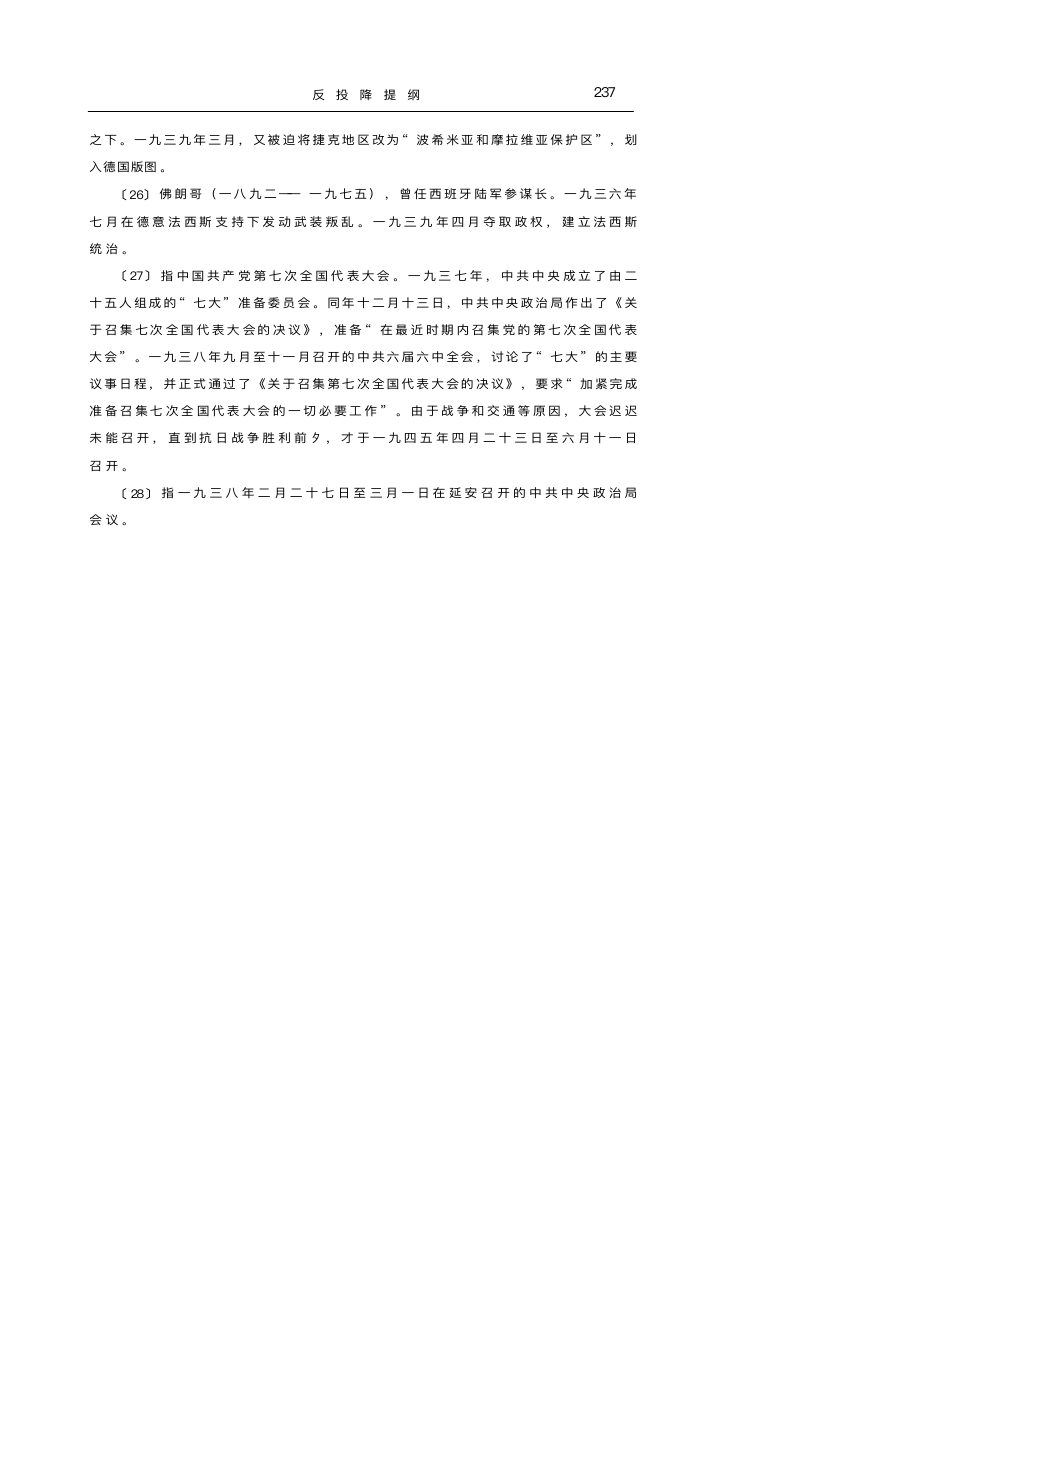 反投降提纲 237
之下。一九三九年三月，又被迫将捷克地区改为“波希米亚和摩拉维亚保护区”，划
入德国版图。
〔26〕佛朗哥（一八九二——一九七五），曾任西班牙陆军参谋长。一九三六年
七月在德意法西斯支持下发动武装叛乱。一九三九年四月夺取政权，建立法西斯
统治。
〔27〕指中国共产党第七次全国代表大会。一九三七年，中共中央成立了由二
十五人组成的“七大”准备委员会。同年十二月十三日，中共中央政治局作出了《关
于召集七次全国代表大会的决议》，准备“在最近时期内召集党的第七次全国代表
大会”。一九三八年九月至十一月召开的中共六届六中全会，讨论了“七大”的主要
议事日程，并正式通过了《关于召集第七次全国代表大会的决议》，要求“加紧完成
准备召集七次全国代表大会的一切必要工作”。由于战争和交通等原因，大会迟迟
未能召开，直到抗日战争胜利前夕，才于一九四五年四月二十三日至六月十一日
召开。
〔28〕指一九三八年二月二十七日至三月一日在延安召开的中共中央政治局
会议。